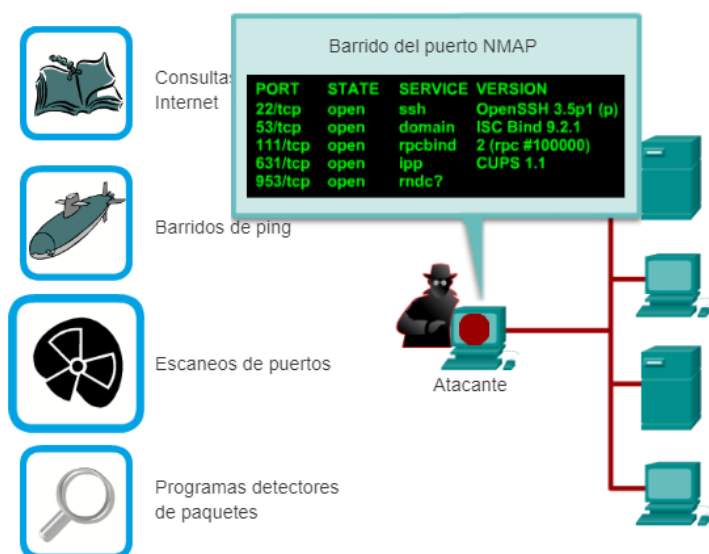 Consultas
Internet
Barridos de ping
Escaneos de puertos
Programas detectores
de paquetes
Barrido del puerto NMAP
PORT STATE SERVICE VERSION
22/tcp open ssh OpenSSH 3.5p1 (p)
53/tcp open domain ISC Bind 9.2.1
111/tcp open rpcbind 2 (rpc #100000)
631/tcp open ipp CUPS 1.1
953/tcp open rndc?
Atacante